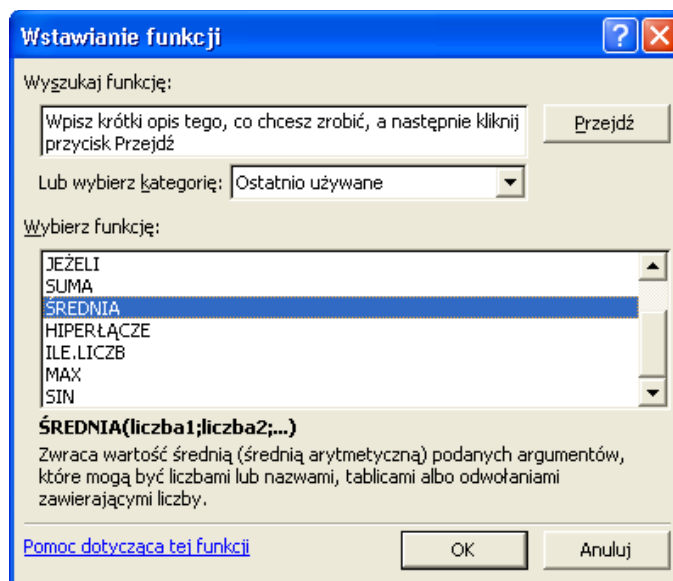 Wstawianie funkcji
Wyszukaj funkcję:
Wpisz krótki opis tego, co chcesz zrobić, a następnie kliknij
przycisk Przejdź
Przejdź
Lub wybierz kategorię: Ostatnio używane
Wybierz funkcję:
JEŻELI
SUMA
ŚREDNIA
HIPERŁĄCZE
ILE.LICZB
MAX
SIN
ŚREDNIA(liczba1;liczba2;...)
Zwraca wartość średnią (średnią arytmetyczną) podanych argumentów,
które mogą być liczbami lub nazwami, tablicami albo odwołaniami
zawierającymi liczby.
Pomoc dotycząca tej funkcji
OK
Anuluj